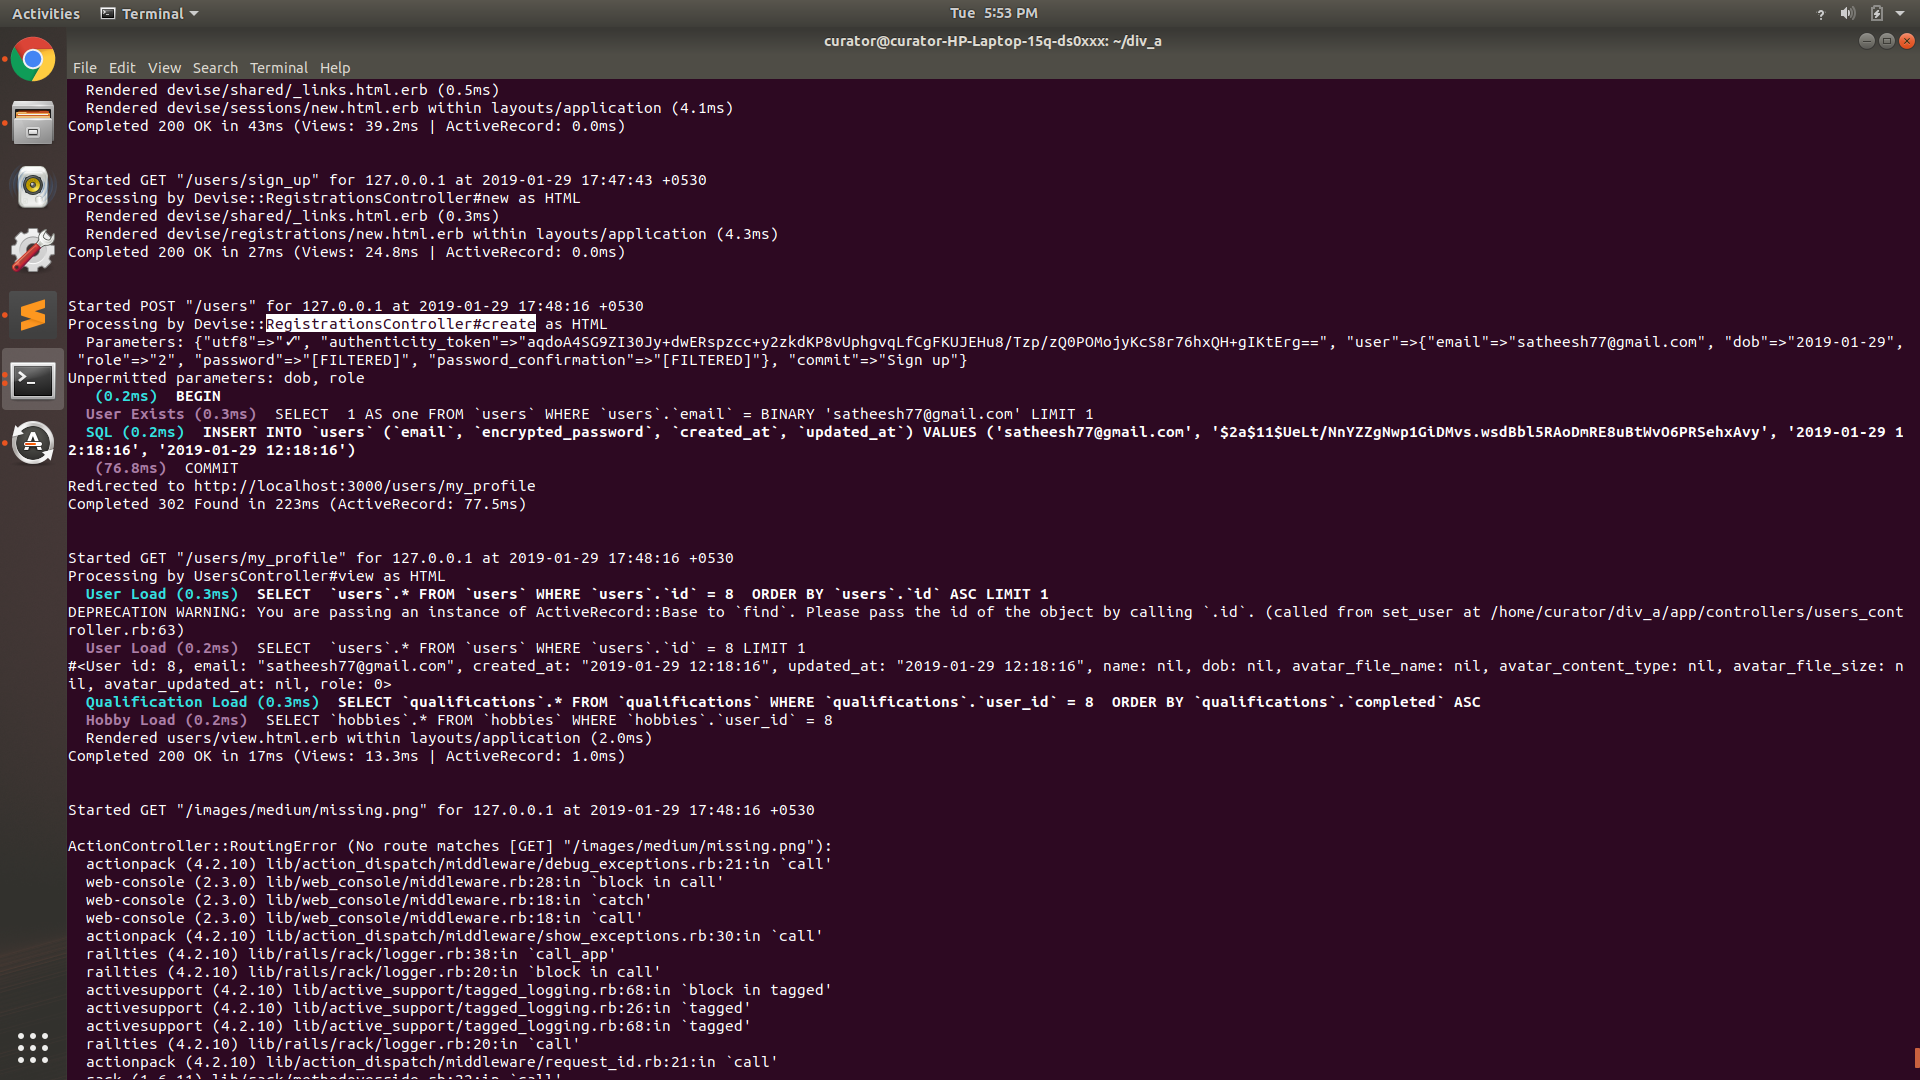 Activities Terminal Tue 5:53 PM ?
curator@curator-HP-Laptop-15q-ds0xxx: ~/div_a
File Edit View Search Terminal Help
Rendered devise/shared/_links.html.erb (0.5ms)
Rendered devise/sessions/new.html.erb within layouts/application (4.1ms)
Completed 200 OK in 43ms (Views: 39.2ms | ActiveRecord: 0.0ms)
Started GET "/users/sign_up" for 127.0.0.1 at 2019-01-29 17:47:43 +0530
Processing by Devise::RegistrationsController#new as HTML
Rendered devise/shared/_links.html.erb (0.3ms)
Rendered devise/registrations/new.html.erb within layouts/application (4.3ms)
Completed 200 OK in 27ms (Views: 24.8ms | ActiveRecord: 0.0ms)
Started POST "/users" for 127.0.0.1 at 2019-01-29 17:48:16 +0530
Processing by Devise::RegistrationsController#create as HTML
Parameters: {"utf8"=>"✓", "authenticity_token"=>"aqdoA4SG9ZI30Jy+dwERspzcc+y2zkdKP8vUphgvqLfCgFKUJEHu8/Tzp/zQ0POMojyKcS8r76hxQH+gIKtErg==", "user"=>{"email"=>"satheesh77@gmail.com", "dob"=>"2019-01-29",
"role"=>"2", "password"=>"[FILTERED]", "password_confirmation"=>"[FILTERED]"}, "commit"=>"Sign up"}
Unpermitted parameters: dob, role
(0.2ms) BEGIN
User Exists (0.3ms) SELECT 1 AS one FROM `users` WHERE `users`.`email` = BINARY 'satheesh77@gmail.com' LIMIT 1
SQL (0.2ms) INSERT INTO `users` (`email`, `encrypted_password`, `created_at`, `updated_at`) VALUES ('satheesh77@gmail.com', '$2a$11$UeLt/NnYZZgNwp1GiDMvs.wsdBbl5RAoDmRE8uBtWvO6PRSehxAvy', '2019-01-29 1
2:18:16', '2019-01-29 12:18:16')
(76.8ms) COMMIT
Redirected to http://localhost:3000/users/my_profile
Completed 302 Found in 223ms (ActiveRecord: 77.5ms)
Started GET "/users/my_profile" for 127.0.0.1 at 2019-01-29 17:48:16 +0530
Processing by UsersController#view as HTML
User Load (0.3ms) SELECT `users`.* FROM `users` WHERE `users`.`id` = 8 ORDER BY `users`.`id` ASC LIMIT 1
DEPRECATION WARNING: You are passing an instance of ActiveRecord::Base to `find`. Please pass the id of the object by calling `.id`. (called from set_user at /home/curator/div_a/app/controllers/users_cont
roller.rb:63)
User Load (0.2ms) SELECT `users`.* FROM `users` WHERE `users`.`id` = 8 LIMIT 1
#<User id: 8, email: "satheesh77@gmail.com", created_at: "2019-01-29 12:18:16", updated_at: "2019-01-29 12:18:16", name: nil, dob: nil, avatar_file_name: nil, avatar_content_type: nil, avatar_file_size: n
il, avatar_updated_at: nil, role: 0>
Qualification Load (0.3ms) SELECT `qualifications`.* FROM `qualifications` WHERE `qualifications`.`user_id` = 8 ORDER BY `qualifications`.`completed` ASC
Hobby Load (0.2ms) SELECT `hobbies`.* FROM `hobbies` WHERE `hobbies`.`user_id` = 8
Rendered users/view.html.erb within layouts/application (2.0ms)
Completed 200 OK in 17ms (Views: 13.3ms | ActiveRecord: 1.0ms)
Started GET "/images/medium/missing.png" for 127.0.0.1 at 2019-01-29 17:48:16 +0530
ActionController::RoutingError (No route matches [GET] "/images/medium/missing.png"):
actionpack (4.2.10) lib/action_dispatch/middleware/debug_exceptions.rb:21:in `call'
web-console (2.3.0) lib/web_console/middleware.rb:28:in `block in call'
web-console (2.3.0) lib/web_console/middleware.rb:18:in `catch'
web-console (2.3.0) lib/web_console/middleware.rb:18:in `call'
actionpack (4.2.10) lib/action_dispatch/middleware/show_exceptions.rb:30:in `call'
railties (4.2.10) lib/rails/rack/logger.rb:38:in `call_app'
railties (4.2.10) lib/rails/rack/logger.rb:20:in `block in call'
activesupport (4.2.10) lib/active_support/tagged_logging.rb:68:in `block in tagged'
activesupport (4.2.10) lib/active_support/tagged_logging.rb:26:in `tagged'
activesupport (4.2.10) lib/active_support/tagged_logging.rb:68:in `tagged'
railties (4.2.10) lib/rails/rack/logger.rb:20:in `call'
actionpack (4.2.10) lib/action_dispatch/middleware/request_id.rb:21:in `call'
rack (1.6.11) lib/rack/methodoverride.rb:22:in `call'